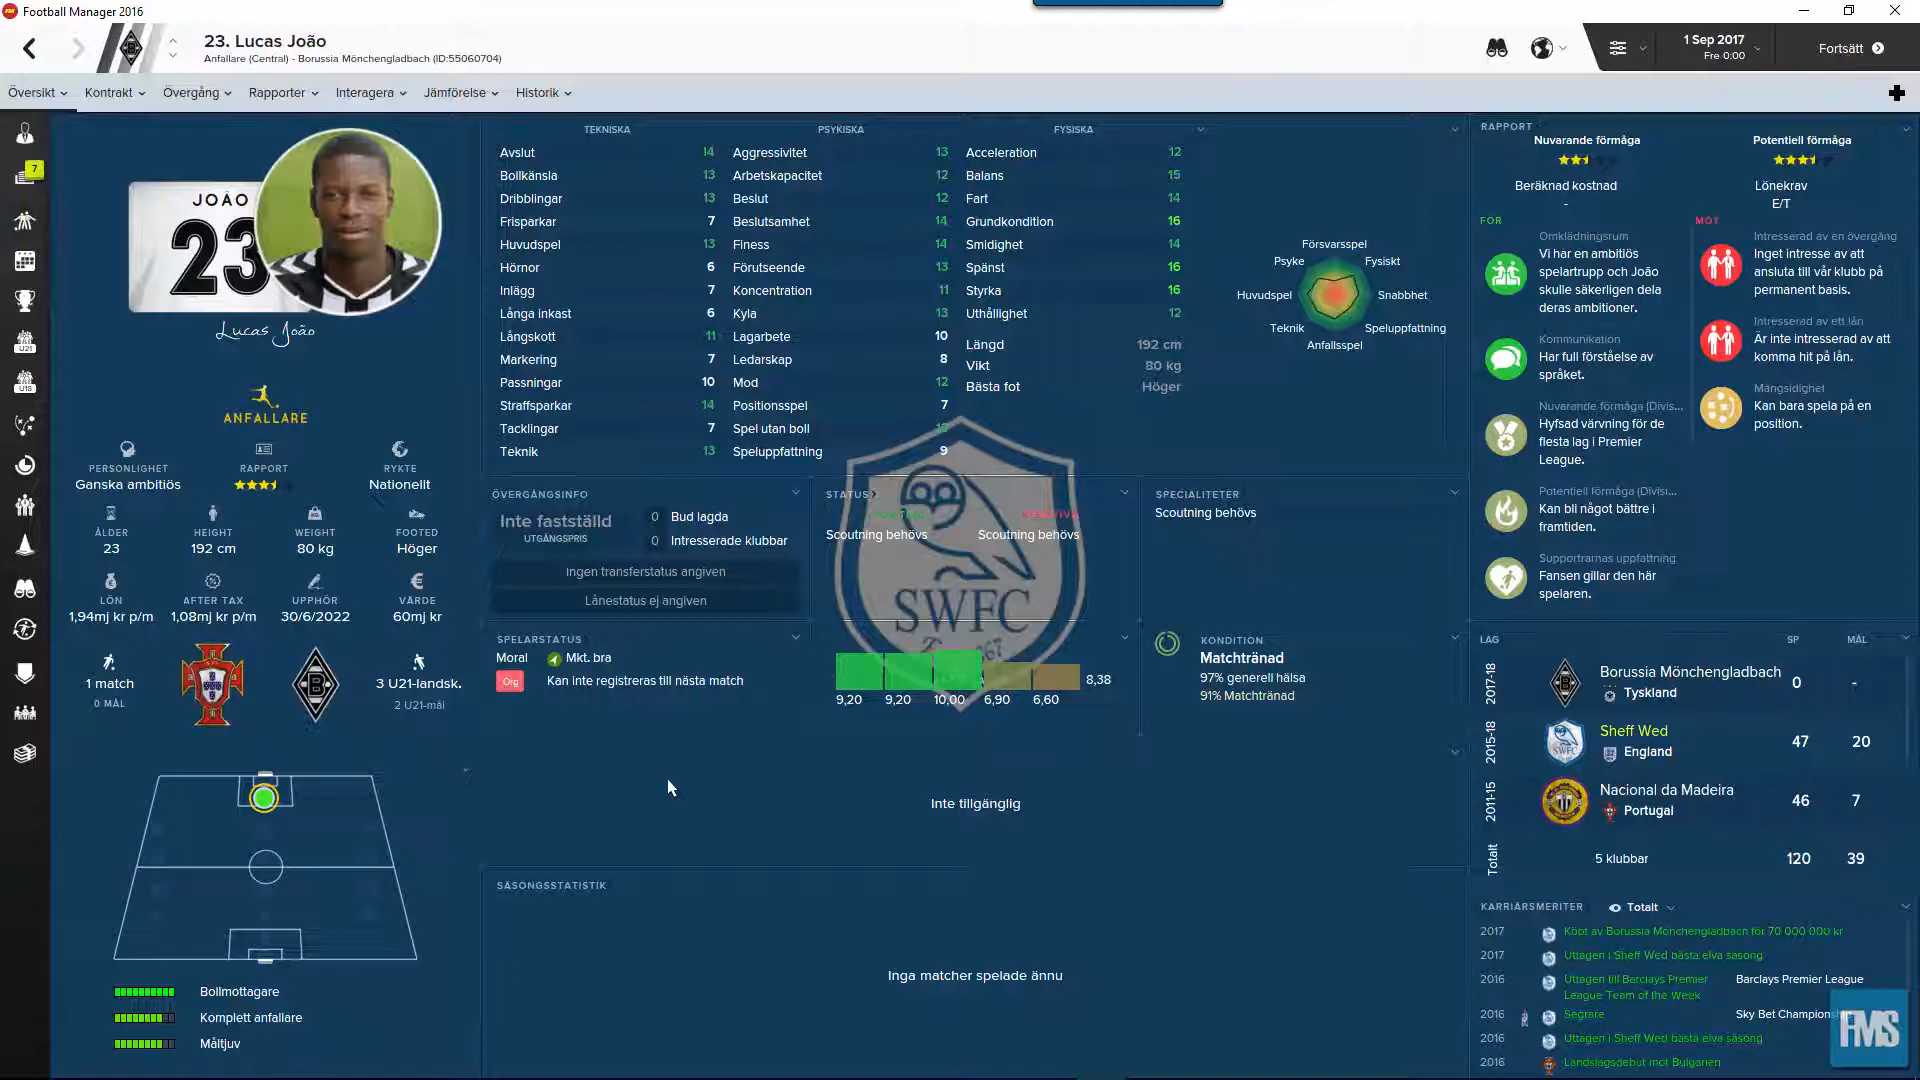 Football Manager 2016
23. Lucas João
Anfallare (Central) - Borussia Mönchengladbach (ID:55060704)
1 Sep 2017
Fre 0:00
Fortsätt
Översikt Kontrakt Övergång Rapporter Interagera Jämförelse Historik
7
U21
U18
JOÃO
23
Lucas João
ANFALLARE
PERSONLIGHET RAPPORT RYKTE
Ganska ambitiös Nationellt
ÅLDER HEIGHT WEIGHT FOOTED
23 192 cm 80 kg Höger
LÖN AFTER TAX UPPHÖR VÄRDE
1,94mj kr p/m 1,08mj kr p/m 30/6/2022 60mj kr
1 match 3 U21-landsk.
0 MÅL 2 U21-mål
Bollmottagare
Komplett anfallare
Måltjuv
TEKNISKA PSYKISKA FYSISKA
Avslut 14 Aggressivitet 13 Acceleration 12
Bollkänsla 13 Arbetskapacitet 12 Balans 15
Dribblingar 13 Beslut 12 Fart 14
Frisparkar 7 Beslutsamhet 14 Grundkondition 16
Huvudspel 13 Finess 14 Smidighet 14
Hörnor 6 Förutseende 13 Spänst 16
Inlägg 7 Koncentration 11 Styrka 16
Långa inkast 6 Kyla 13 Uthållighet 12
Långskott 11 Lagarbete 10 Längd 192 cm
Markering 7 Ledarskap 8 Vikt 80 kg
Passningar 10 Mod 12 Bästa fot Höger
Straffsparkar 14 Positionsspel 7
Tacklingar 7 Spel utan boll
Teknik 13 Speluppfattning 9
Försvarsspel
Psyke Fysiskt
Huvudspel Snabbhet
Teknik Speluppfattning
Anfallsspel
ÖVERGÅNGSINFO
Inte fastställd
UTGÅNGSPRIS
0 Bud lagda
0 Intresserade klubbar
Ingen transferstatus angiven
Lånestatus ej angiven
STATUS
Scoutning behövs Scoutning behövs
SWFC
SPECIALITETER
Scoutning behövs
SPELARSTATUS
Moral Mkt. bra
Org Kan inte registreras till nästa match
9,20 9,20 10,00 6,90 6,60 8,38
KONDITION
Matchtränad
97% generell hälsa
91% Matchtränad
Inte tillgänglig
SÄSONGSSTATISTIK
Inga matcher spelade ännu
RAPPORT
Nuvarande förmåga Potentiell förmåga
Beräknad kostnad Lönekrav
- E/T
FÖR
Omklädningsrum
Vi har en ambitiös
spelartrupp och João
skulle säkerligen dela
deras ambitioner.
Kommunikation
Har full förståelse av
språket.
Nuvarande förmåga (Divis...
Hyfsad värvning för de
flesta lag i Premier
League.
Potentiell förmåga (Divisi...
Kan bli något bättre i
framtiden.
Supportrarnas uppfattning
Fansen gillar den här
spelaren.
MOT
Intresserad av en övergång
Inget intresse av att
ansluta till vår klubb på
permanent basis.
Intresserad av ett lån
Är inte intresserad av att
komma hit på lån.
Mångsidighet
Kan bara spela på en
position.
LAG SP MÅL
2017-18 Borussia Mönchengladbach 0 -
Tyskland
2015-18 Sheff Wed 47 20
England
2011-15 Nacional da Madeira 46 7
Portugal
Totalt 5 klubbar 120 39
KARRIÄRSMERITER Totalt
2017 Köpt av Borussia Mönchengladbach för 70 000 000 kr
2017 Uttagen i Sheff Wed bästa elva säsong
2016 Uttagen till Barclays Premier League Team of the Week Barclays Premier League
2016 Segrare Sky Bet Champions
2016 Uttagen i Sheff Wed bästa elva säsong
2016 Landslagsdebut mot Bulgarien
FMS